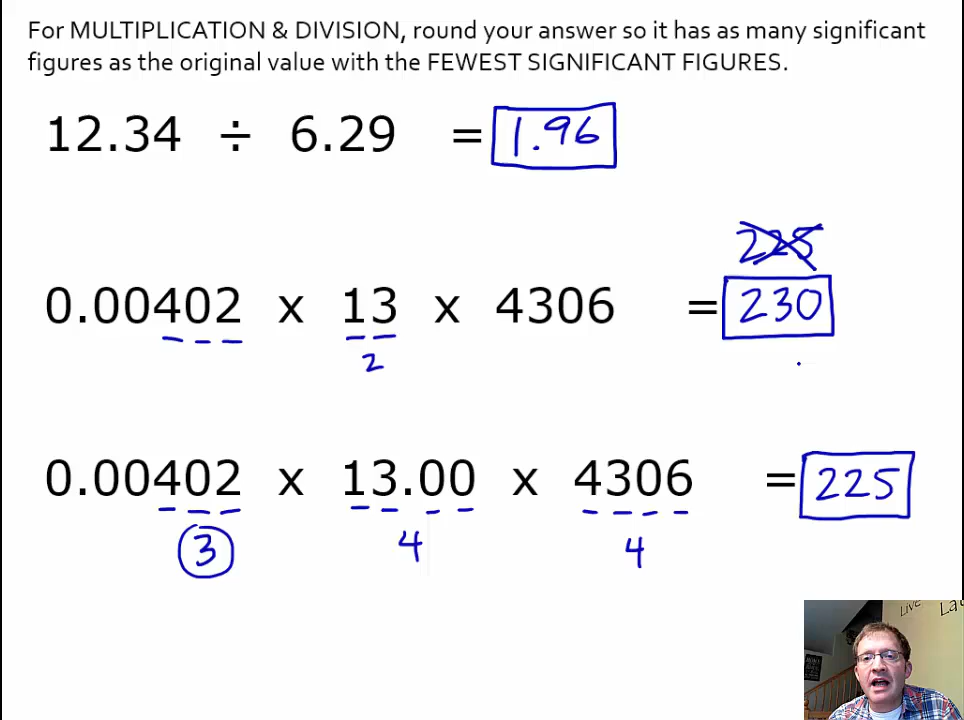 For MULTIPLICATION & DIVISION, round your answer so it has as many significant
figures as the original value with the FEWEST SIGNIFICANT FIGURES.
12.34 ÷ 6.29 = 1.96
225
0.00402 x 13 x 4306 = 230
2
0.00402 x 13.00 x 4306 = 225
3 4 4
Live